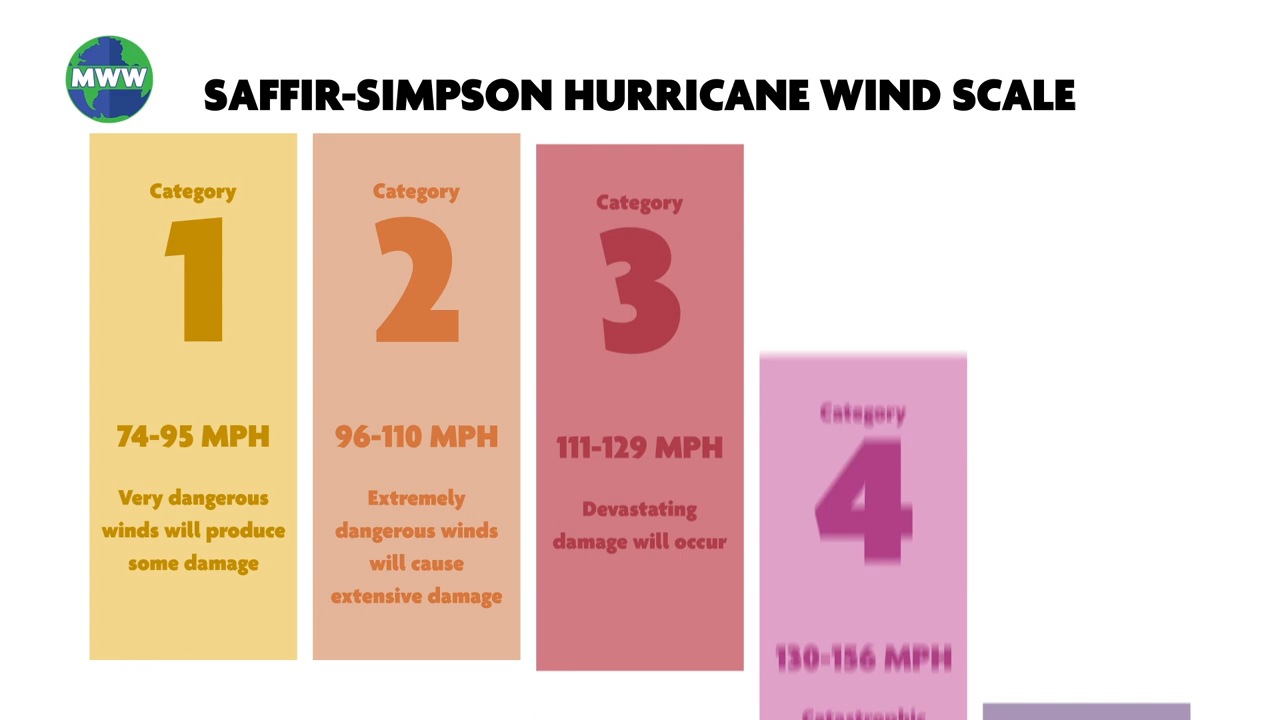 MWW
SAFFIR-SIMPSON HURRICANE WIND SCALE
Category
1
74-95 MPH
Very dangerous
winds will produce
some damage
Category
2
96-110 MPH
Extremely
dangerous winds
will cause
extensive damage
Category
3
111-129 MPH
Devastating
damage will occur
Category
4
130-156 MPH
Catastrophic